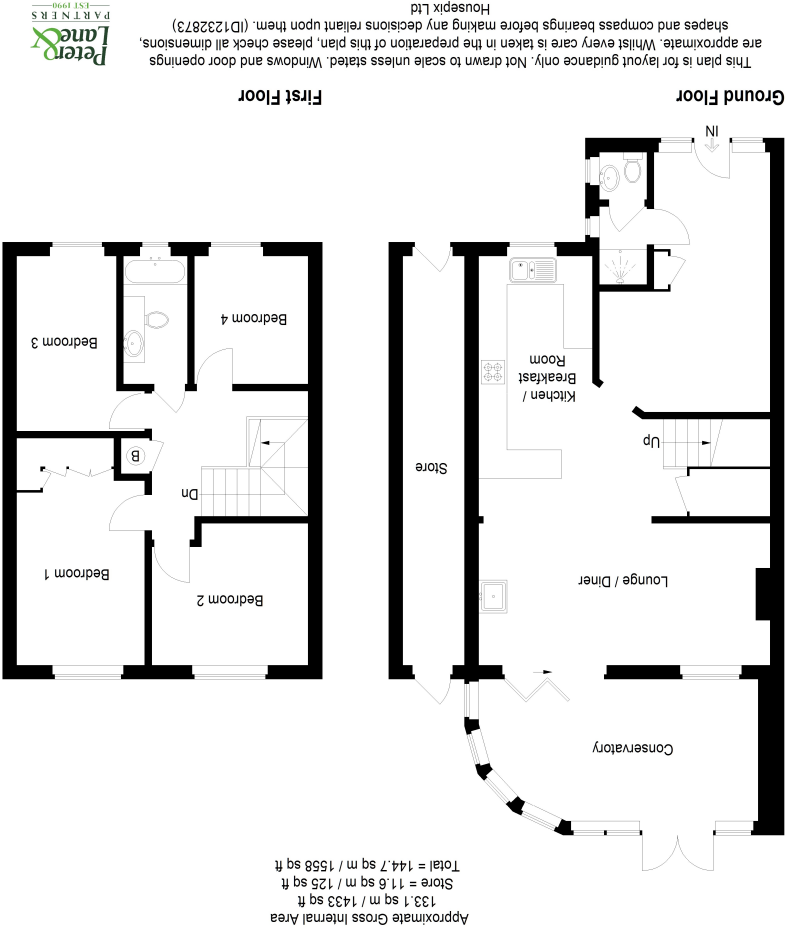 Approximate Gross Internal Area
133.1 sq m / 1433 sq ft
Store = 11.6 sq m / 125 sq ft
Total = 144.7 sq m / 1558 sq ft
Conservatory
Lounge / Diner
Store
Up
Kitchen /
Breakfast
Room
IN
Ground Floor
Bedroom 2
Bedroom 1
Dn
B
Bedroom 4
Bedroom 3
First Floor
This plan is for layout guidance only. Not drawn to scale unless stated. Windows and door openings
are approximate. Whilst every care is taken in the preparation of this plan, please check all dimensions,
shapes and compass bearings before making any decisions reliant upon them. (ID1232873)
Housepix Ltd
Peter
&
Lane
PARTNERS
EST 1990